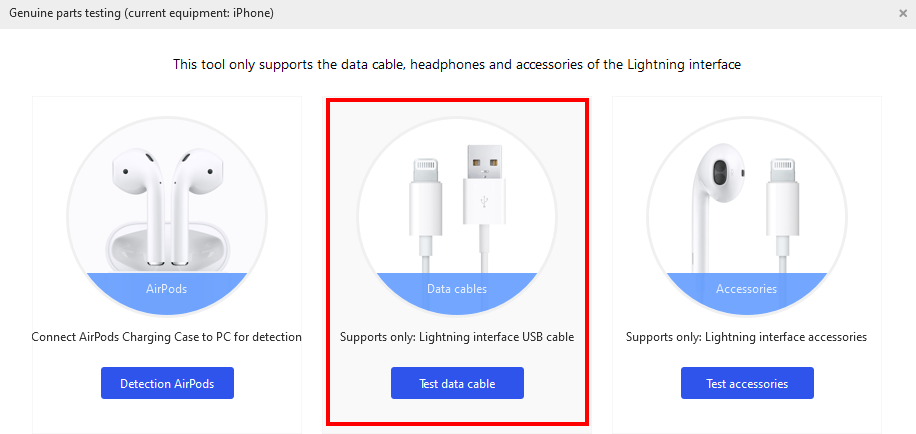 Genuine parts testing (current equipment: iPhone)
This tool only supports the data cable, headphones and accessories of the Lightning interface
AirPods
Data cables
Accessories
Connect AirPods Charging Case to PC for detection
Supports only: Lightning interface USB cable
Supports only: Lightning interface accessories
Detection AirPods
Test data cable
Test accessories